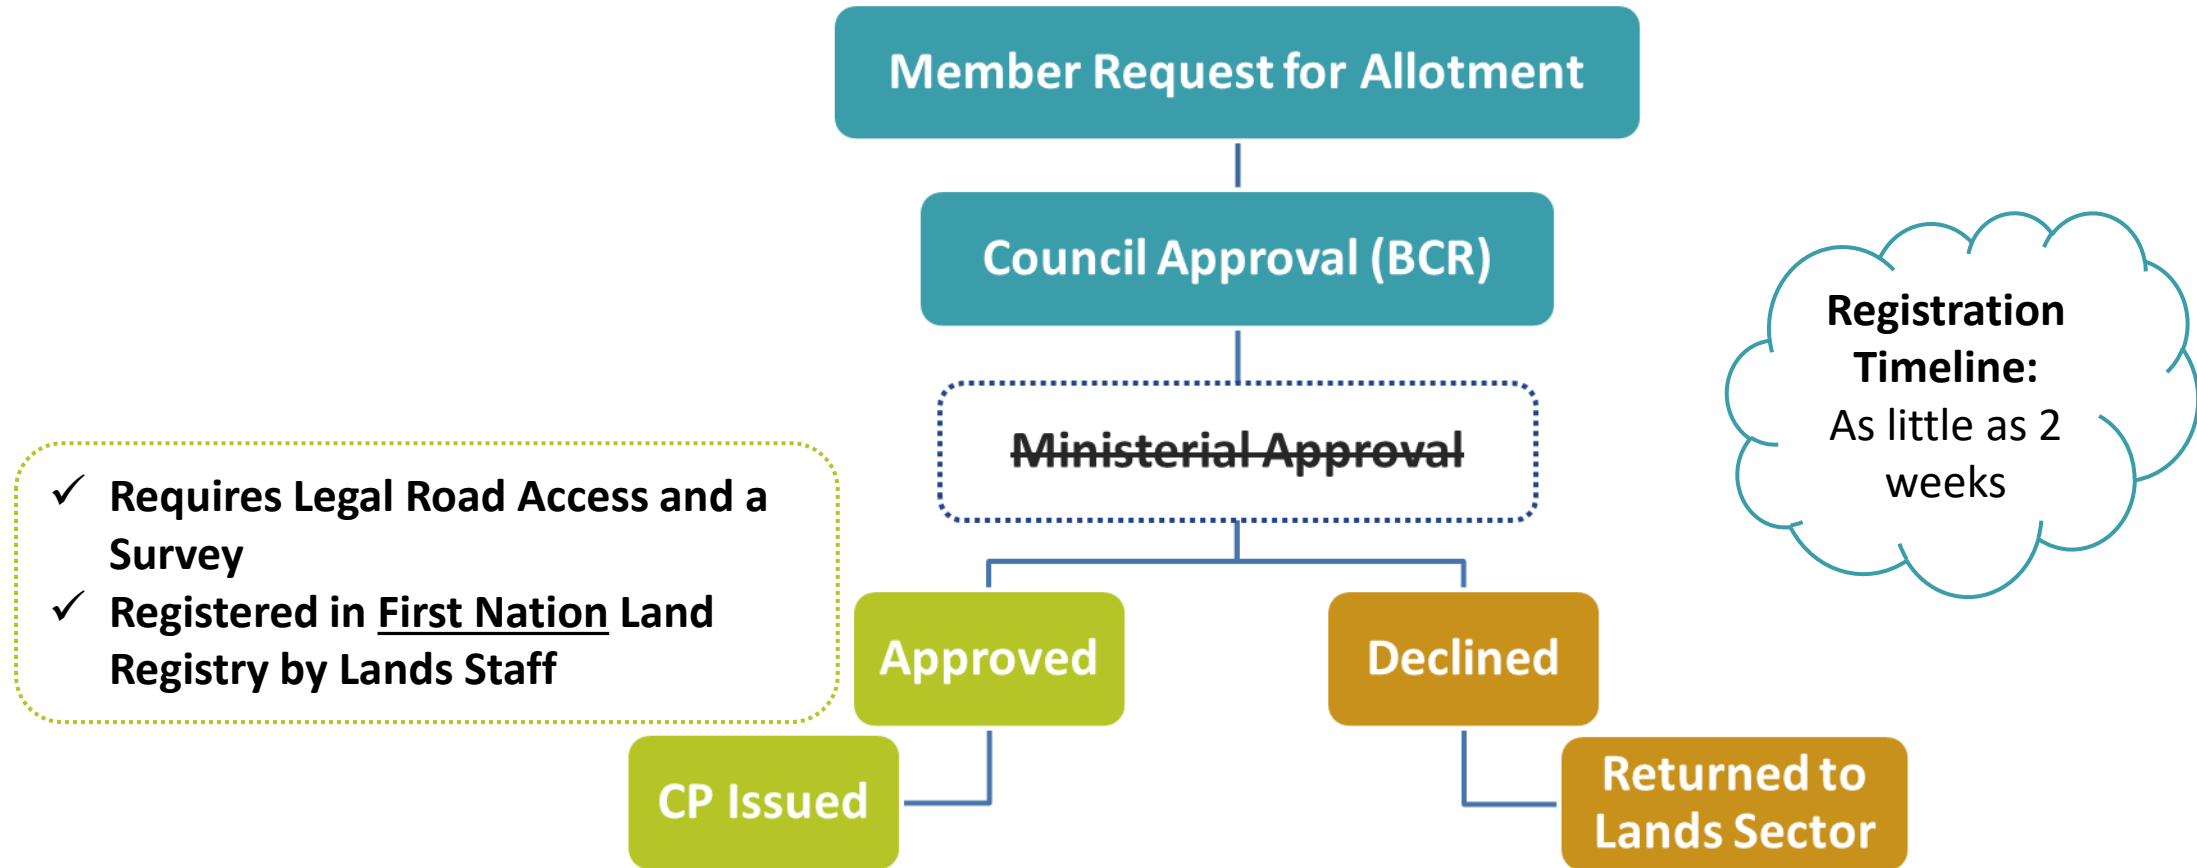 Member Request for Allotment
Council Approval (BCR)
Ministerial Approval
Registration
Timeline:
As little as 2
weeks
✓ Requires Legal Road Access and a
Survey
✓ Registered in First Nation Land
Registry by Lands Staff
Approved
Declined
CP Issued
Returned to
Lands Sector